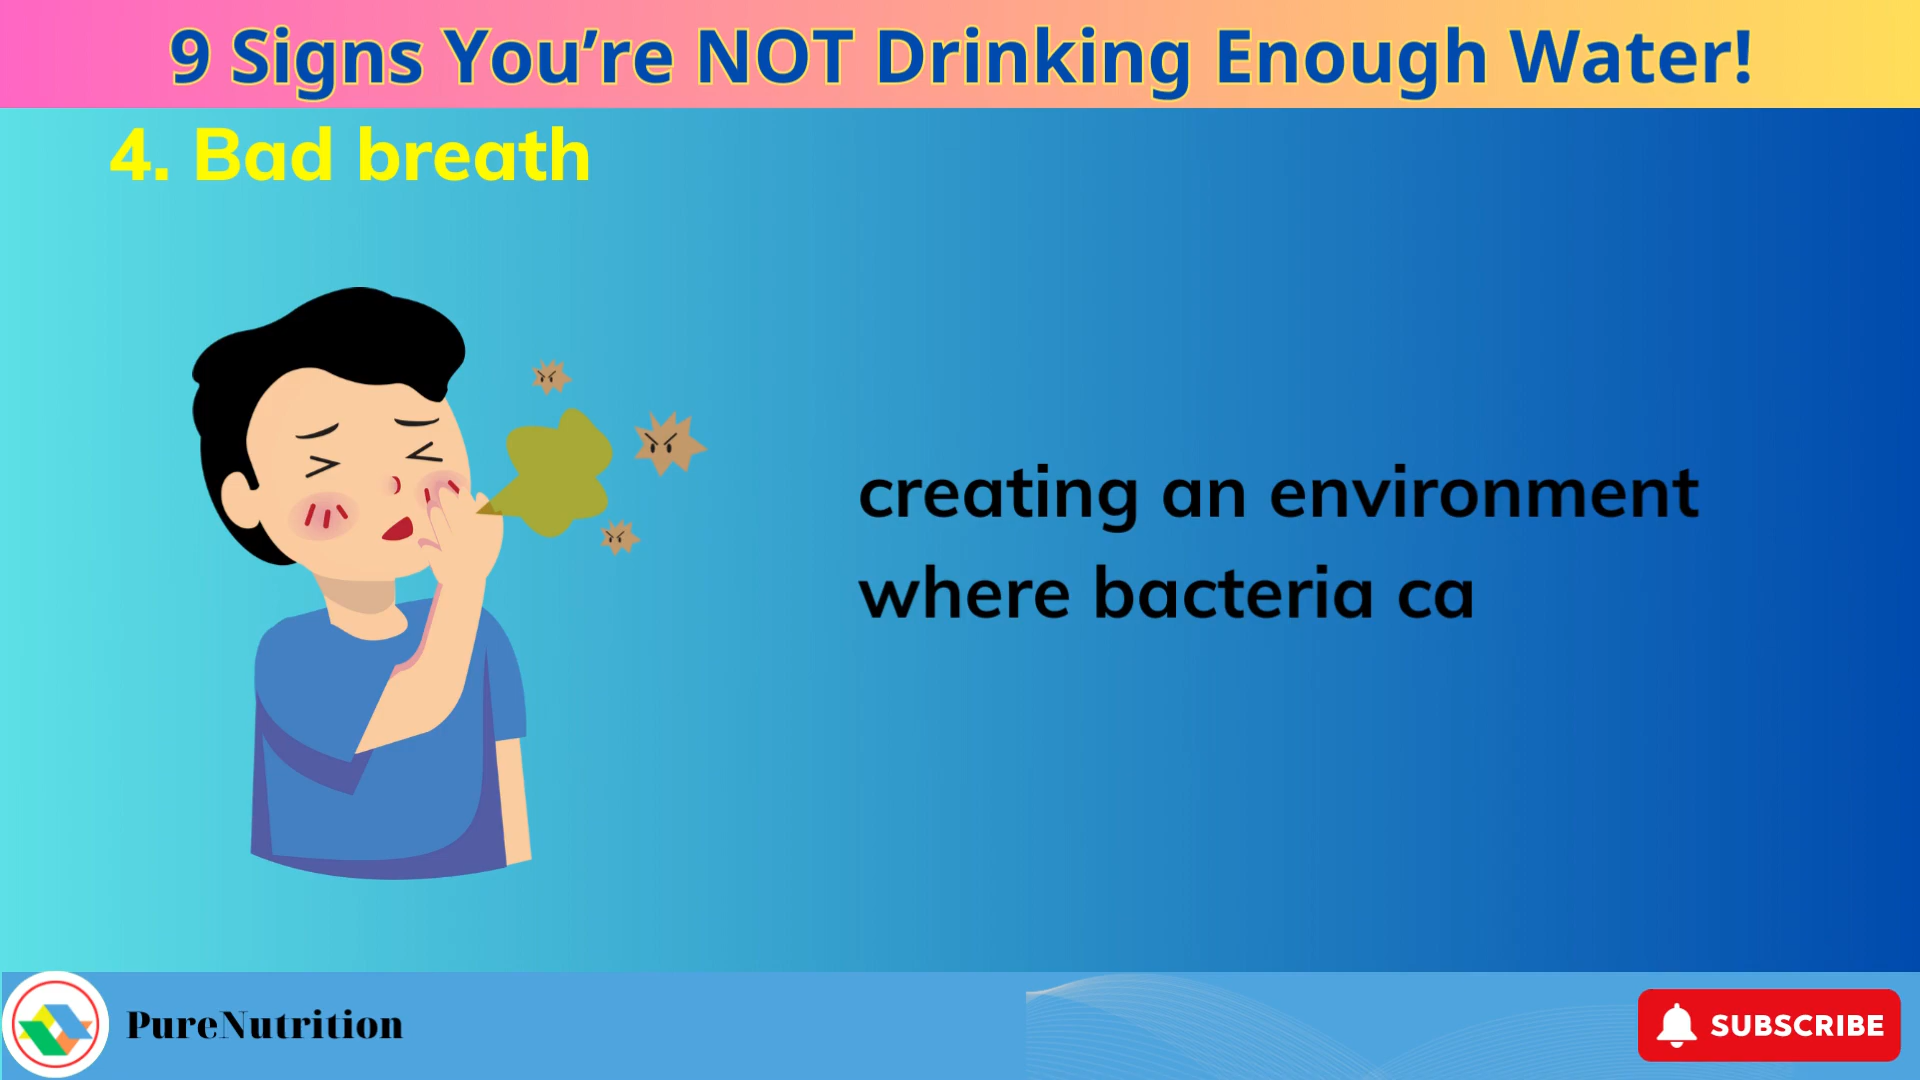 9 Signs You’re NOT Drinking Enough Water!
4. Bad breath
creating an environment
where bacteria ca
PureNutrition
SUBSCRIBE